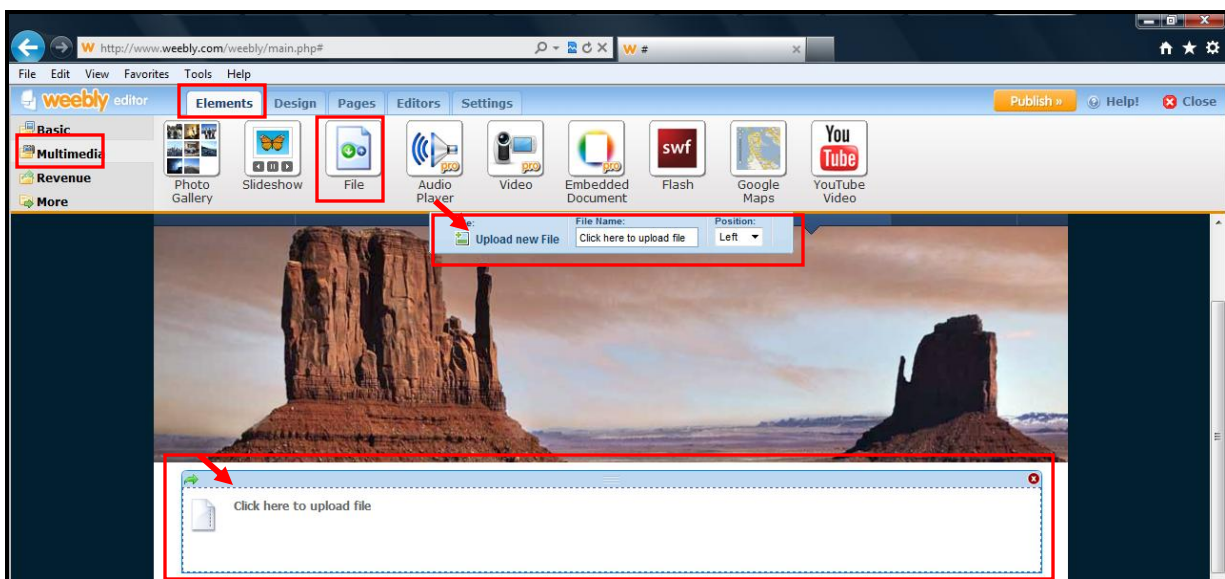 W http://www.weebly.com/weebly/main.php#
W #
File Edit View Favorites Tools Help
weebly editor
Elements Design Pages Editors Settings
Publish » Help! Close
Basic
Multimedia
Revenue
More
Photo Gallery
Slideshow
File
pro
Audio Player
pro
Video
pro
Embedded Document
swf
Flash
Google Maps
You Tube
YouTube Video
File Name: Position:
Upload new File Click here to upload file Left
Click here to upload file